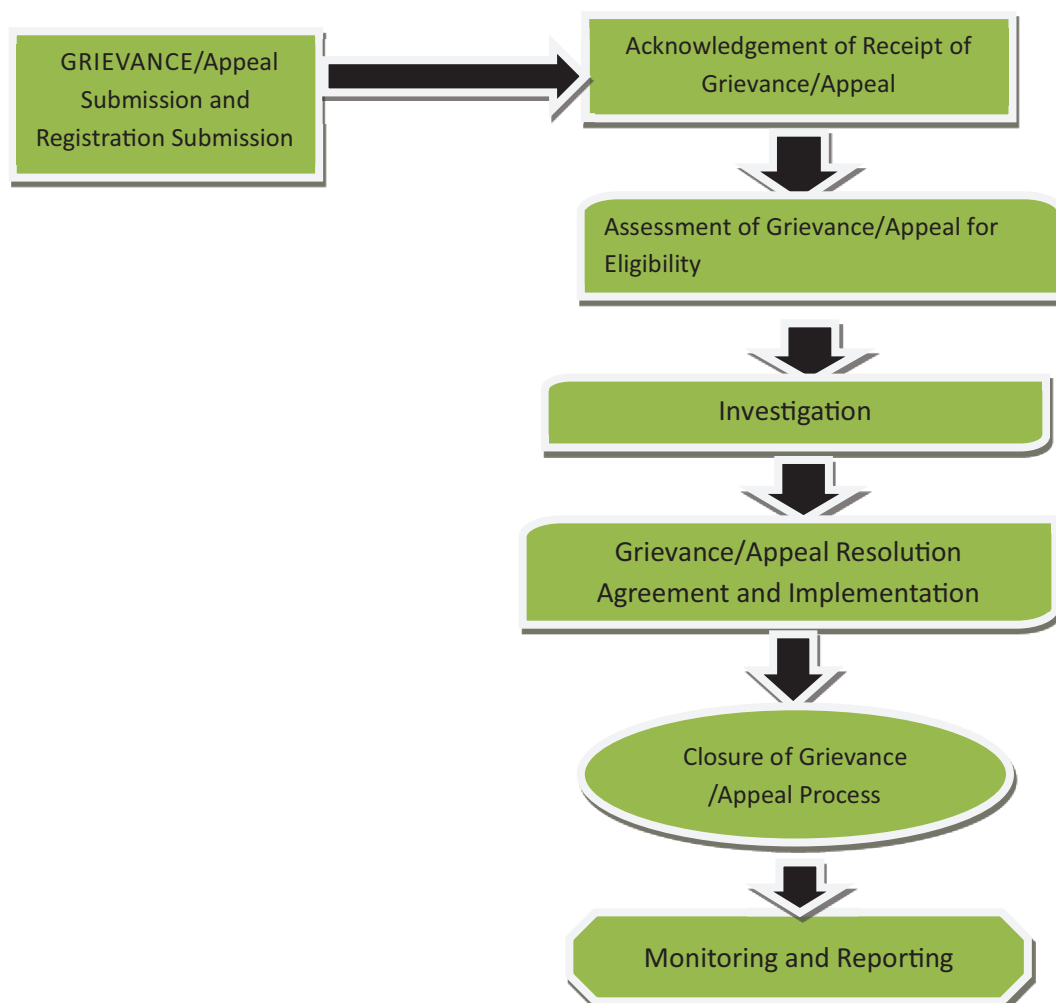 GRIEVANCE/Appeal
Submission and
Registration Submission
Acknowledgement of Receipt of
Grievance/Appeal
Assessment of Grievance/Appeal for
Eligibility
Investigation
Grievance/Appeal Resolution
Agreement and Implementation
Closure of Grievance
/Appeal Process
Monitoring and Reporting